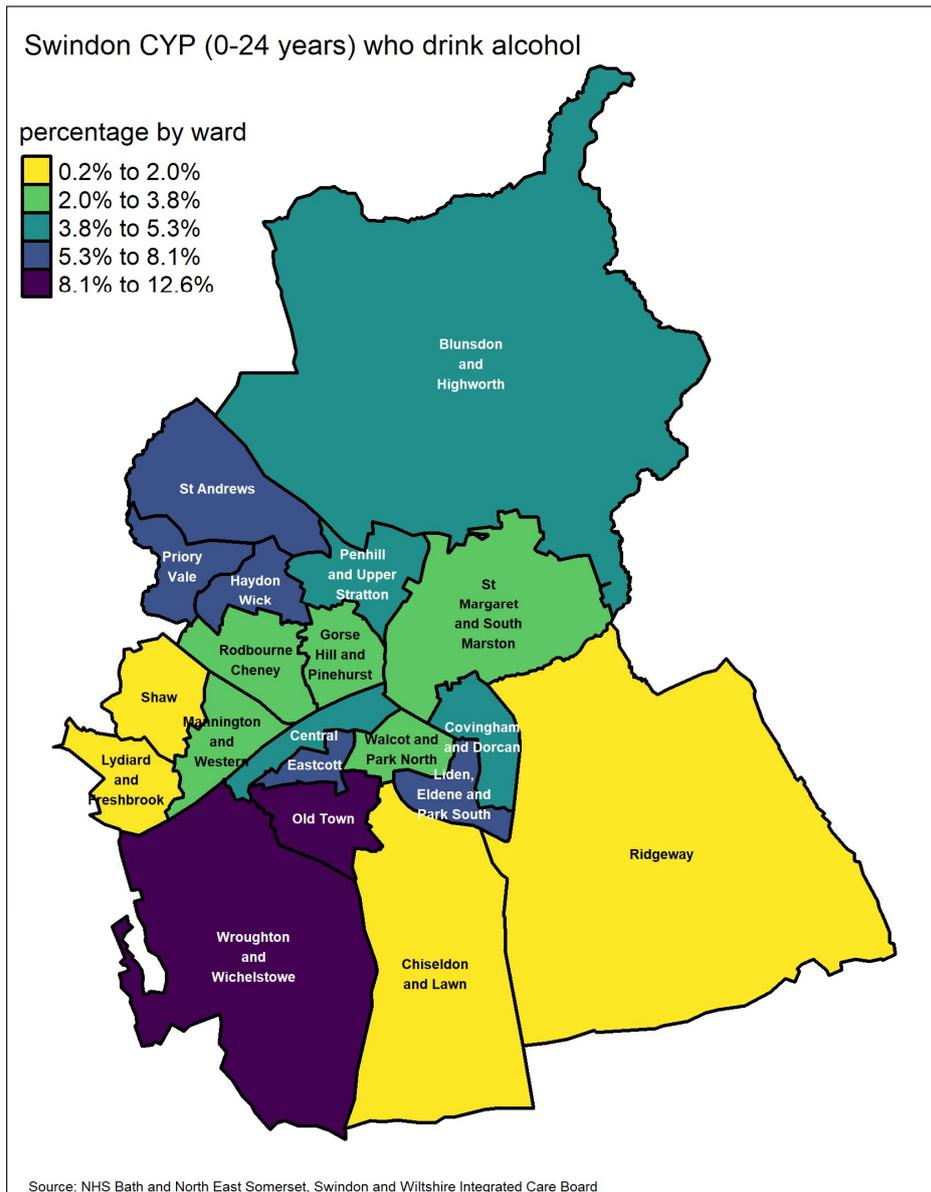 Swindon CYP (0-24 years) who drink alcohol
percentage by ward
0.2% to 2.0%
2.0% to 3.8%
3.8% to 5.3%
5.3% to 8.1%
8.1% to 12.6%
Blunsdon
and
Highworth
St Andrews
Priory
Vale
Haydon
Wick
Penhill
and Upper
Stratton
St
Margaret
and South
Marston
Rodbourne
Cheney
Gorse
Hill and
Pinehurst
Shaw
Mannington
and
Western
Lydiard
and
Freshbrook
Central
Eastcott
Walcot and
Park North
Covingham
and Dorcan
Liden,
Eldene and
Park South
Old Town
Ridgeway
Wroughton
and
Wichelstowe
Chiseldon
and Lawn
Source: NHS Bath and North East Somerset, Swindon and Wiltshire Integrated Care Board